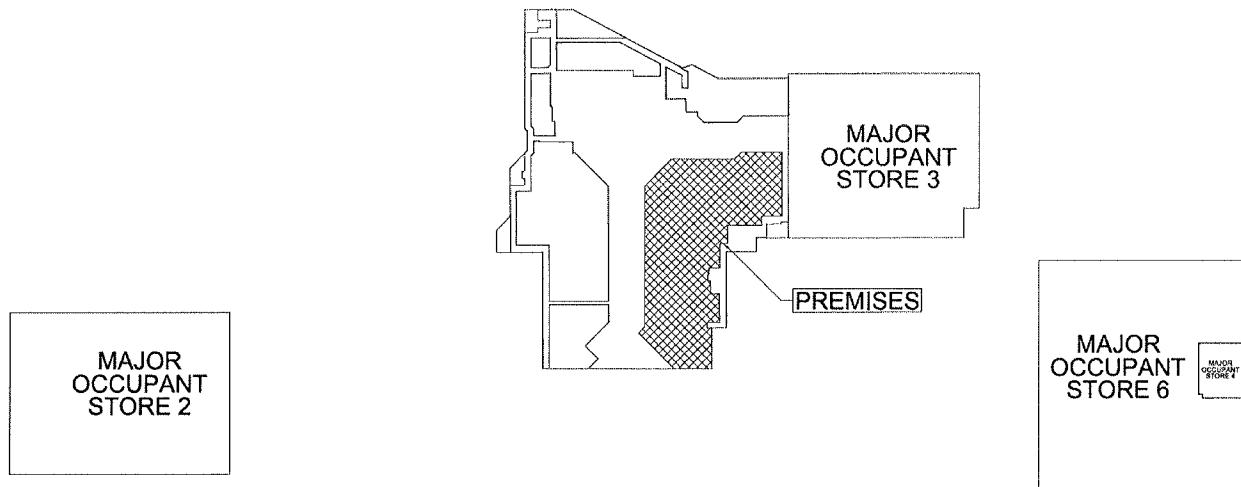 MAJOR
OCCUPANT
STORE 3
PREMISES
MAJOR
OCCUPANT
STORE 2
MAJOR
OCCUPANT
STORE 6
MAJOR
OCCUPANT
STORE 4